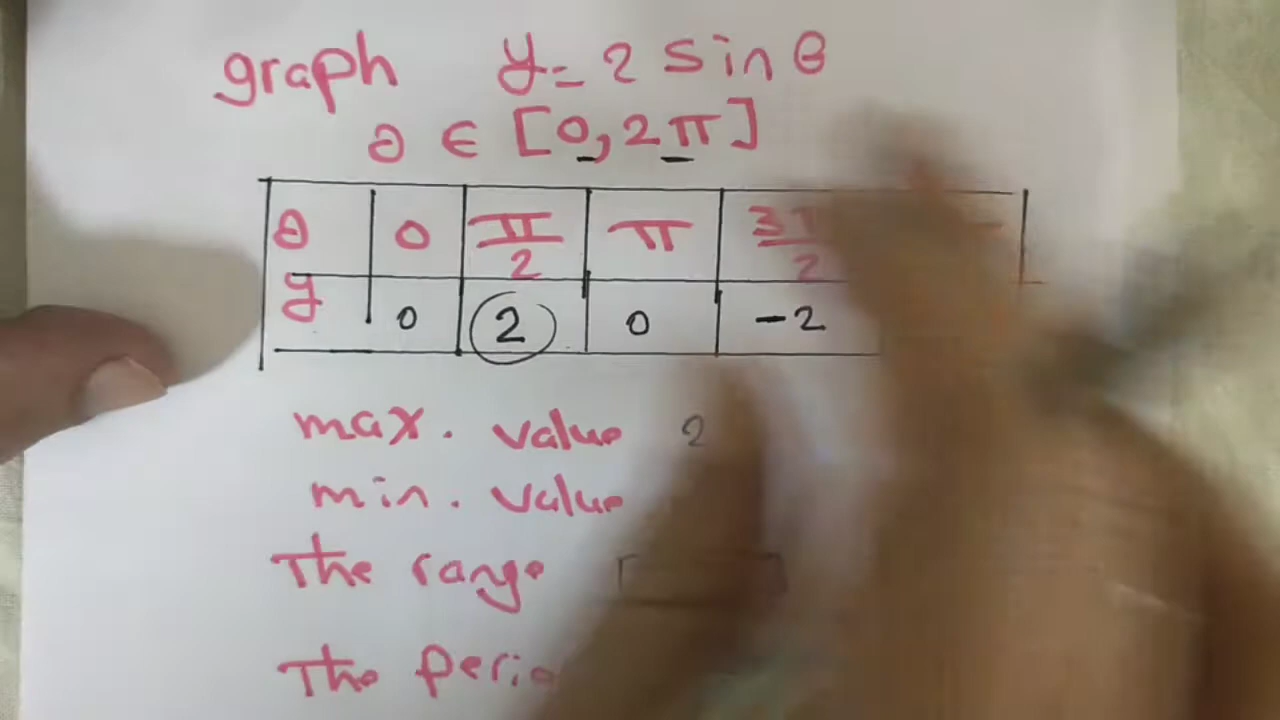 graph y = 2 sin θ
θ ∈ [0, 2π]
θ 0 π/2 π
y 0 2 0 -2
max. value 2
min. value
The range
The